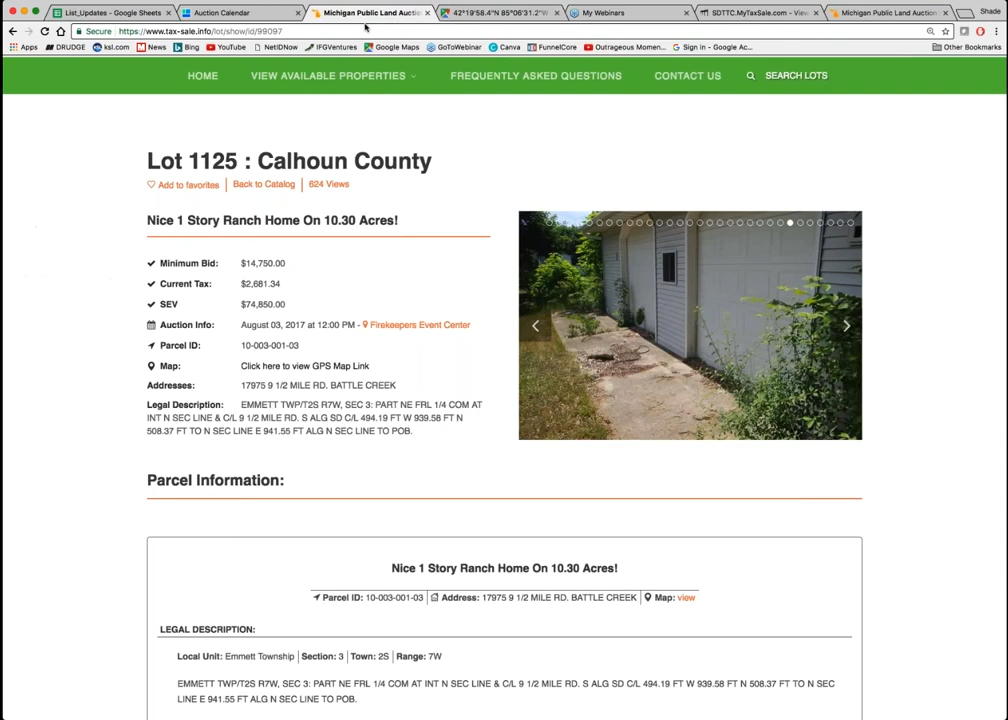 List_Updates - Google Sheets
Auction Calendar
Michigan Public Land Auctio
42°19'58.4"N 85°06'31.2"W
My Webinars
SDTTC.MyTaxSale.com - View
Michigan Public Land Auction
Shade
Secure https://www.tax-sale.info/lot/show/id/99097
Apps DRUDGE ksl.com News Bing YouTube NetIDNow IFGVentures Google Maps GoToWebinar Canva FunnelCore Outrageous Momen... Sign in - Google Ac... Other Bookmarks
HOME VIEW AVAILABLE PROPERTIES FREQUENTLY ASKED QUESTIONS CONTACT US SEARCH LOTS
Lot 1125 : Calhoun County
Add to favorites | Back to Catalog | 624 Views
Nice 1 Story Ranch Home On 10.30 Acres!
Minimum Bid: $14,750.00
Current Tax: $2,681.34
SEV $74,850.00
Auction Info: August 03, 2017 at 12:00 PM - Firekeepers Event Center
Parcel ID: 10-003-001-03
Map: Click here to view GPS Map Link
Addresses: 17975 9 1/2 MILE RD. BATTLE CREEK
Legal Description: EMMETT TWP/T2S R7W, SEC 3: PART NE FRL 1/4 COM AT
INT N SEC LINE & C/L 9 1/2 MILE RD. S ALG SD C/L 494.19 FT W 939.58 FT N
508.37 FT TO N SEC LINE E 941.55 FT ALG N SEC LINE TO POB.
Parcel Information:
Nice 1 Story Ranch Home On 10.30 Acres!
Parcel ID: 10-003-001-03 | Address: 17975 9 1/2 MILE RD. BATTLE CREEK | Map: view
LEGAL DESCRIPTION:
Local Unit: Emmett Township | Section: 3 | Town: 2S | Range: 7W
EMMETT TWP/T2S R7W, SEC 3: PART NE FRL 1/4 COM AT INT N SEC LINE & C/L 9 1/2 MILE RD. S ALG SD C/L 494.19 FT W 939.58 FT N 508.37 FT TO N SEC
LINE E 941.55 FT ALG N SEC LINE TO POB.